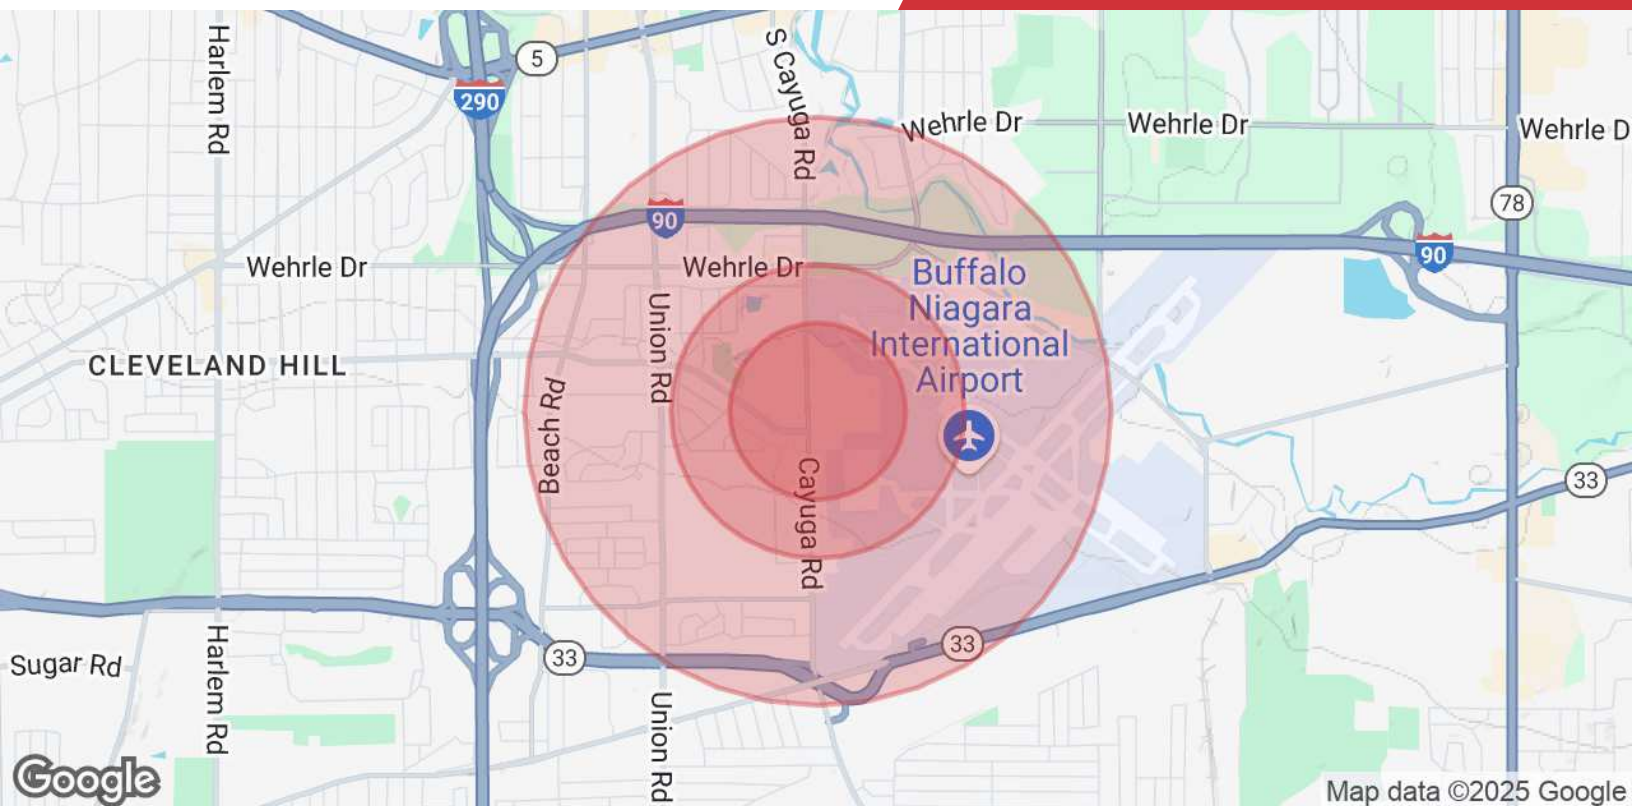 Harlem Rd
5
S Cayuga Rd
290
Wehrle Dr
Wehrle Dr
Wehrle D
78
90
90
Wehrle Dr
Wehrle Dr
Buffalo
Niagara
International
Airport
Union Rd
CLEVELAND HILL
Beach Rd
Cayuga Rd
33
Harlem Rd
Sugar Rd
33
33
Union Rd
Google
Map data ©2025 Google